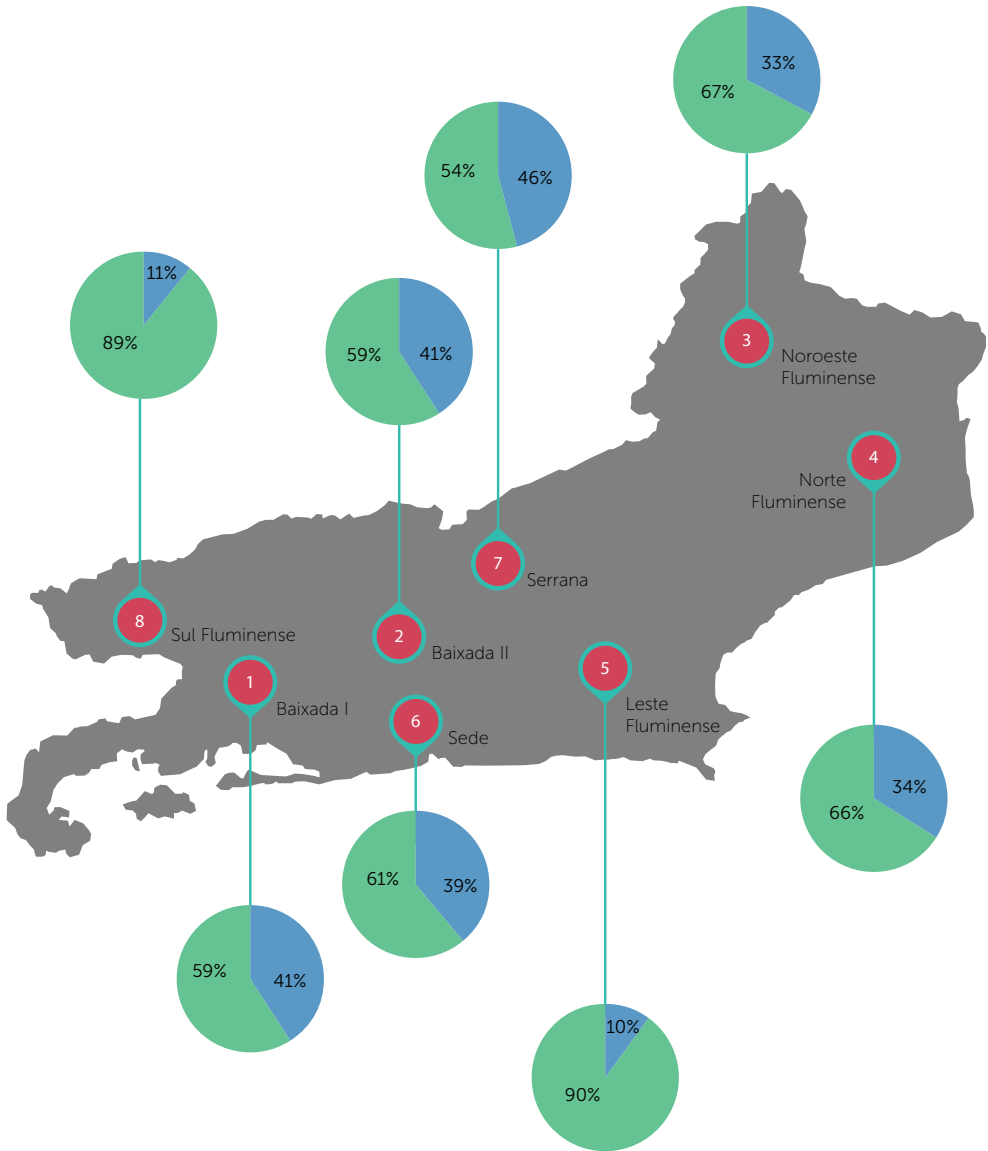 33%
67%
54%
46%
11%
89%
59%
41%
3
Noroeste
Fluminense
4
Norte
Fluminense
7
Serrana
8
Sul Fluminense
2
Baixada II
5
Leste
Fluminense
1
Baixada I
6
Sede
34%
66%
61%
39%
59%
41%
10%
90%